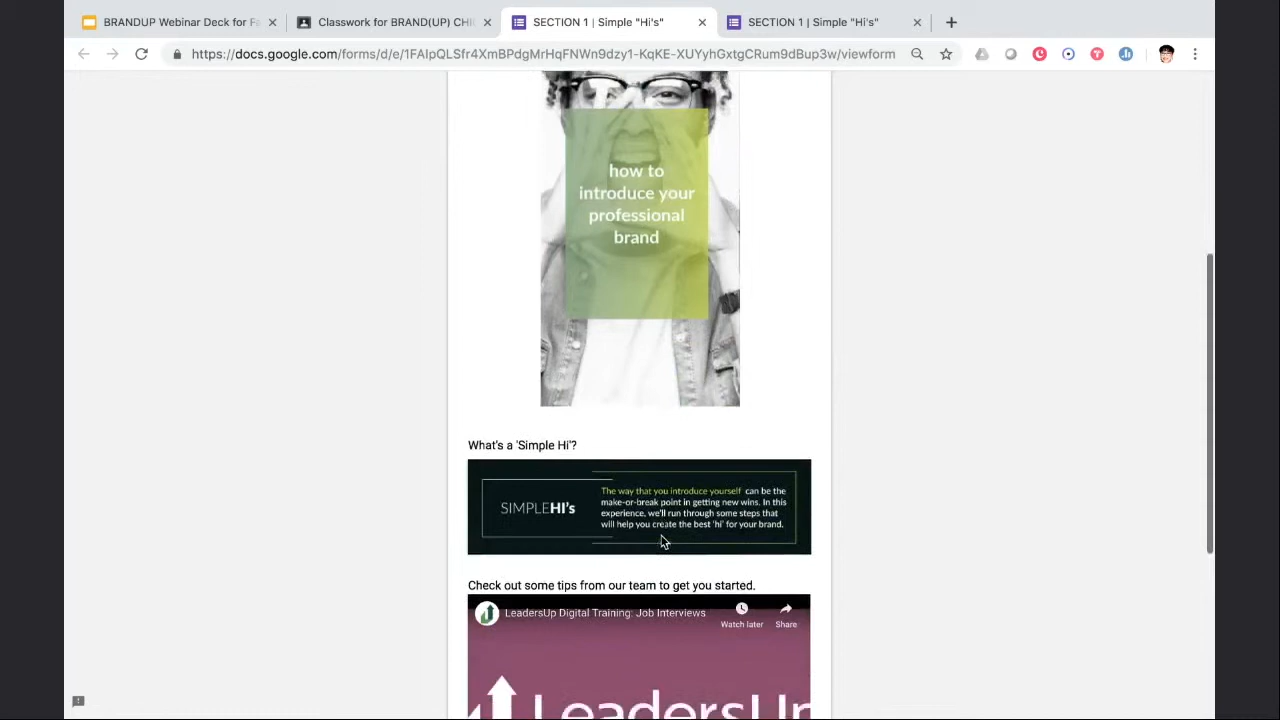 BRANDUP Webinar Deck for Fa
Classwork for BRAND(UP) CHI
SECTION 1 | Simple "Hi's"
SECTION 1 | Simple "Hi's"
https://docs.google.com/forms/d/e/1FAIpQLSfr4XmBPdgMrHqFNWn9dzy1-KqKE-XUYyhGxtgCRum9dBup3w/viewform
how to
introduce your
professional
brand
What's a 'Simple Hi'?
SIMPLEHI's
The way that you introduce yourself can be the
make-or-break point in getting new wins. In this
experience, we'll run through some steps that
will help you create the best 'hi' for your brand.
Check out some tips from our team to get you started.
LeadersUp Digital Training: Job Interviews
Watch later
Share
LeadersUp